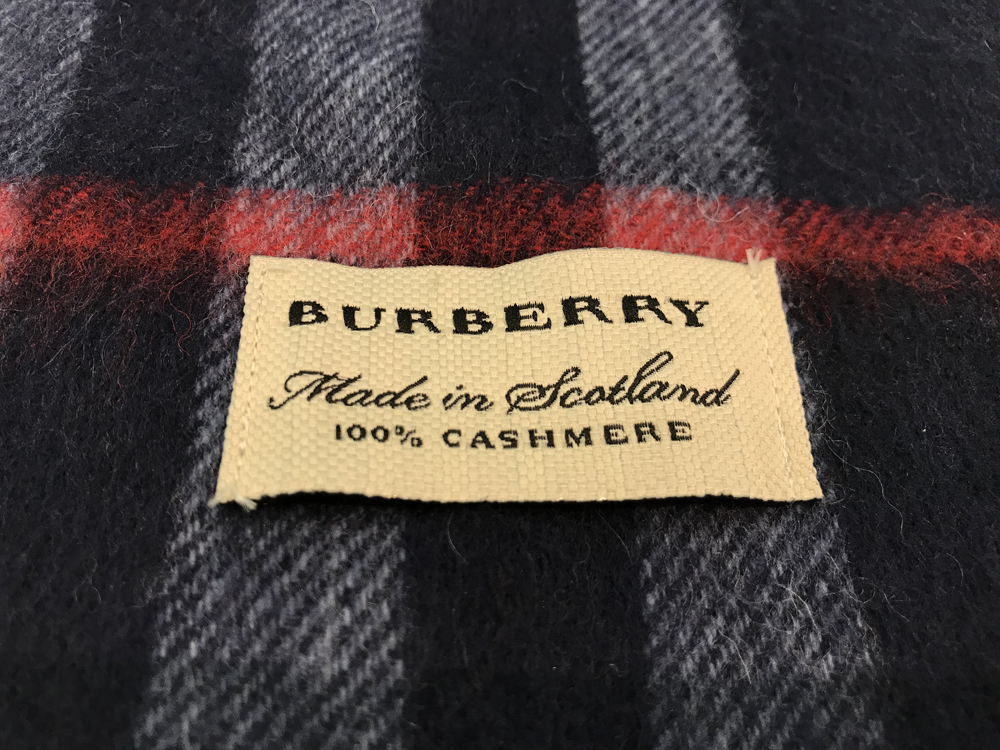 BURBERRY
Made in Scotland
100% CASHMERE